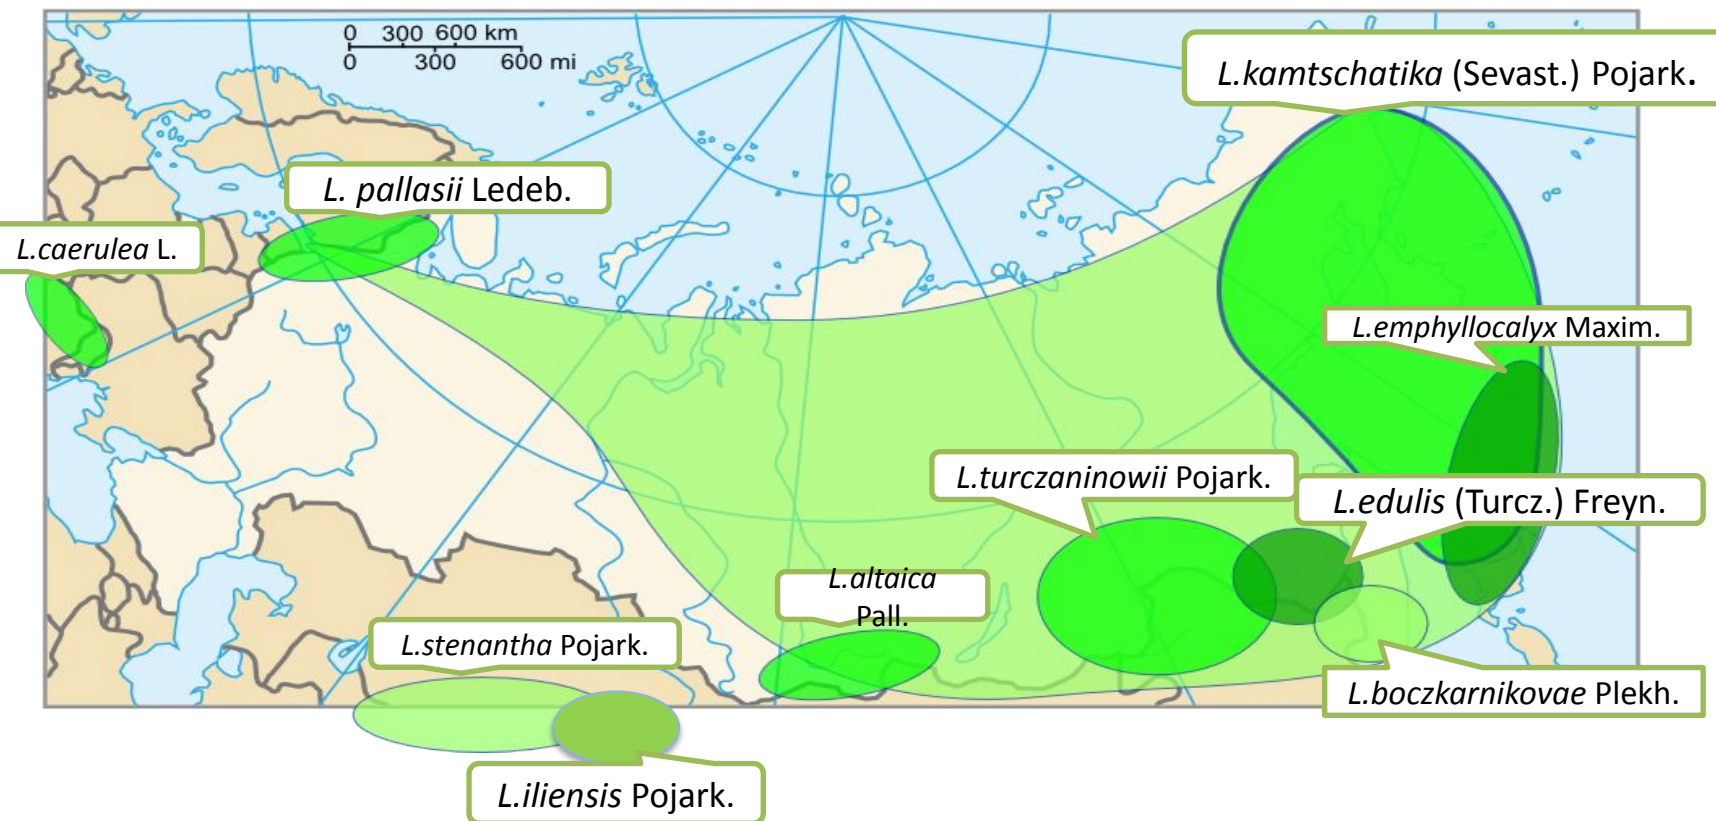 0 300 600 km
0 300 600 mi
L.kamtschatika (Sevast.) Pojark.
L. pallasii Ledeb.
L.caerulea L.
L.emphyllocalyx Maxim.
L.turczaninowii Pojark.
L.edulis (Turcz.) Freyn.
L.altaica
Pall.
L.stenantha Pojark.
L.boczkarnikovae Plekh.
L.iliensis Pojark.